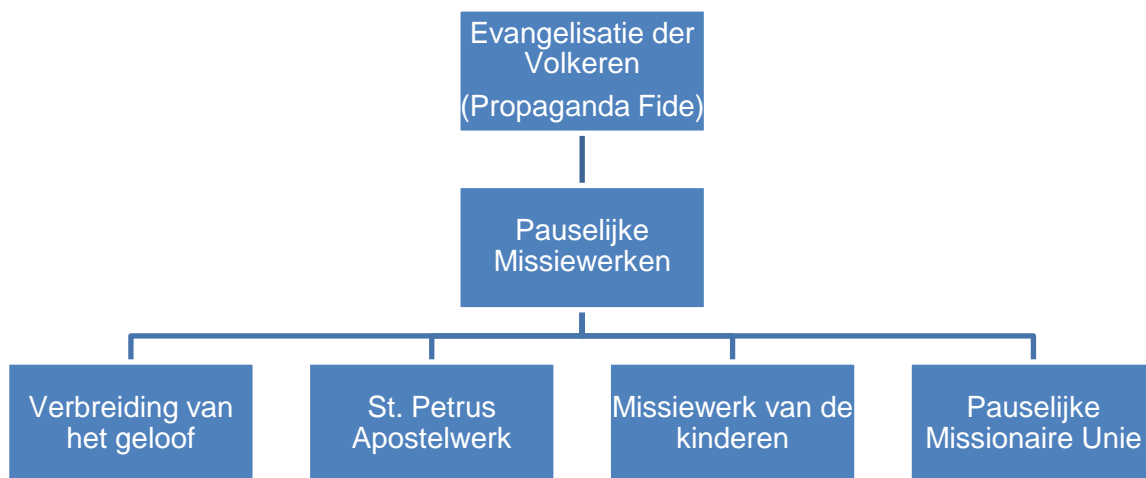 Evangelisatie der
Volkeren
(Propaganda Fide)
Pauselijke
Missiewerken
Verbreiding van
het geloof
St. Petrus
Apostelwerk
Missiewerk van de
kinderen
Pauselijke
Missionaire Unie